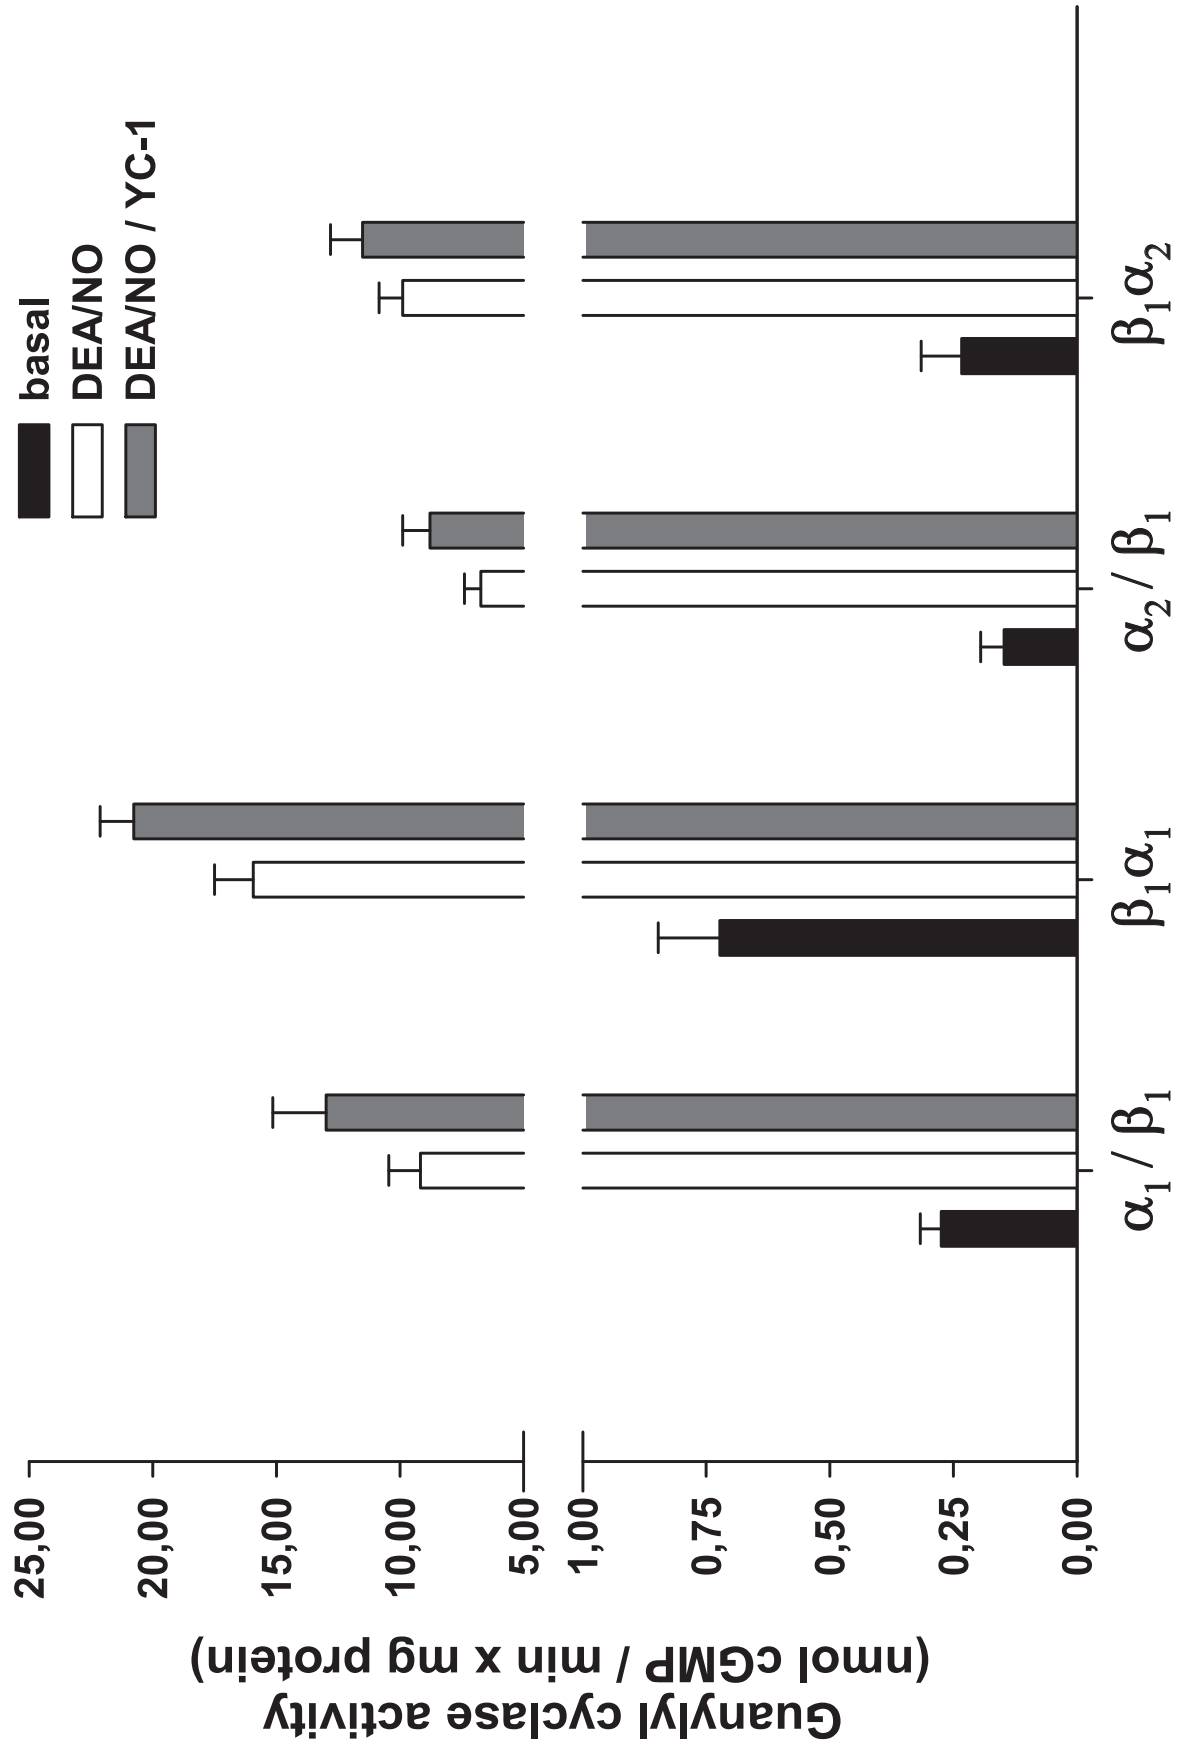 basal
DEA/NO
DEA/NO / YC-1
Guanylyl cyclase activity
(nmol cGMP / min x mg protein)
25,00
20,00
15,00
10,00
5,00
1,00
0,75
0,50
0,25
0,00
α₁ / β₁
β₁α₁
α₂ / β₁
β₁α₂